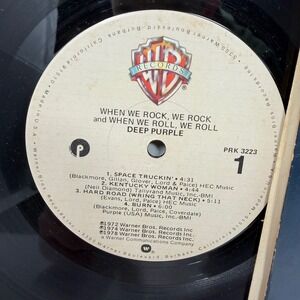 WB
RECORDS
WHEN WE ROCK, WE ROCK
and WHEN WE ROLL, WE ROLL
DEEP PURPLE
P
PRK 3223
1
1. SPACE TRUCKIN' • 4:31
(Blackmore, Gillan, Glover, Lord & Paice) HEC Music
2. KENTUCKY WOMAN • 4:44
(Neil Diamond) Tallyrand Music, Inc.-BMI
3. HARD ROAD (WRING THAT NECK) • 5:11
(Evans, Lord, Paice) HEC Music
4. BURN • 6:00
(Blackmore, Lord, Paice, Coverdale)
Purple (USA) Music, Inc.-BMI
℗1972 Warner Bros. Records Inc.
℗1974 Warner Bros. Records Inc.
℗1978 Warner Bros. Records Inc.
a Warner Communications Company